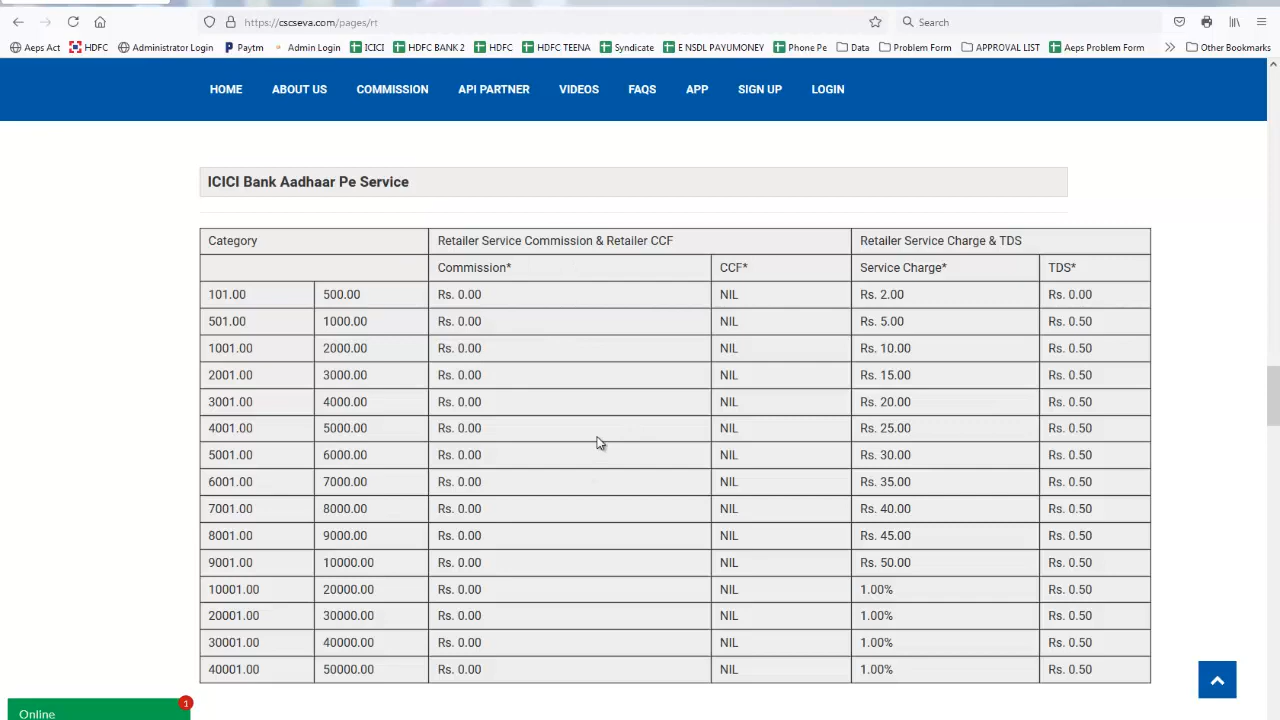 https://cscseva.com/pages/rt
Search
Aeps Act HDFC Administrator Login Paytm Admin Login ICICI HDFC BANK 2 HDFC HDFC TEENA Syndicate E NSDL PAYUMONEY Phone Pe Data Problem Form APPROVAL LIST Aeps Problem Form Other Bookmarks
HOME ABOUT US COMMISSION API PARTNER VIDEOS FAQS APP SIGN UP LOGIN
ICICI Bank Aadhaar Pe Service
Category Retailer Service Commission & Retailer CCF Retailer Service Charge & TDS
Commission* CCF* Service Charge* TDS*
101.00 500.00 Rs. 0.00 NIL Rs. 2.00 Rs. 0.00
501.00 1000.00 Rs. 0.00 NIL Rs. 5.00 Rs. 0.50
1001.00 2000.00 Rs. 0.00 NIL Rs. 10.00 Rs. 0.50
2001.00 3000.00 Rs. 0.00 NIL Rs. 15.00 Rs. 0.50
3001.00 4000.00 Rs. 0.00 NIL Rs. 20.00 Rs. 0.50
4001.00 5000.00 Rs. 0.00 NIL Rs. 25.00 Rs. 0.50
5001.00 6000.00 Rs. 0.00 NIL Rs. 30.00 Rs. 0.50
6001.00 7000.00 Rs. 0.00 NIL Rs. 35.00 Rs. 0.50
7001.00 8000.00 Rs. 0.00 NIL Rs. 40.00 Rs. 0.50
8001.00 9000.00 Rs. 0.00 NIL Rs. 45.00 Rs. 0.50
9001.00 10000.00 Rs. 0.00 NIL Rs. 50.00 Rs. 0.50
10001.00 20000.00 Rs. 0.00 NIL 1.00% Rs. 0.50
20001.00 30000.00 Rs. 0.00 NIL 1.00% Rs. 0.50
30001.00 40000.00 Rs. 0.00 NIL 1.00% Rs. 0.50
40001.00 50000.00 Rs. 0.00 NIL 1.00% Rs. 0.50
1
Online